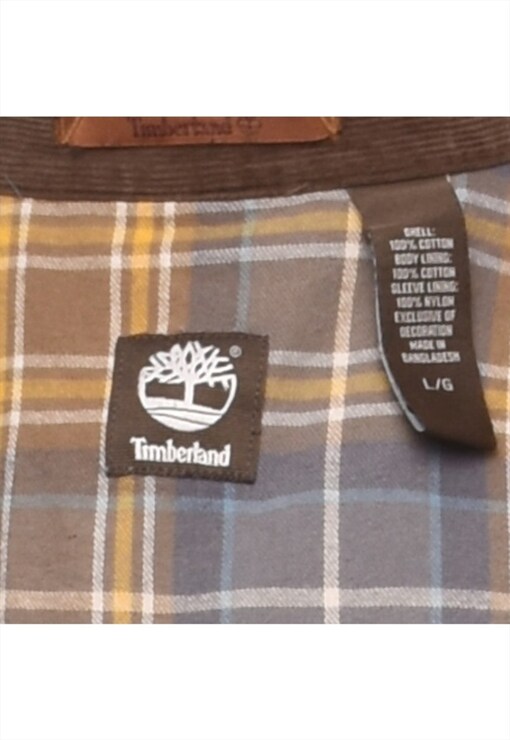 Timberland
SHELL:
100% COTTON
BODY LINING:
100% COTTON
SLEEVE LINING:
100% NYLON
EXCLUSIVE OF
DECORATION
MADE IN
BANGLADESH
L/G
®
Timberland